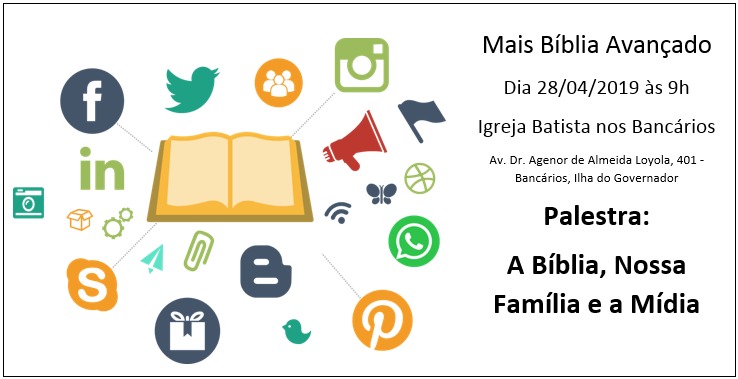 Mais Bíblia Avançado
Dia 28/04/2019 às 9h
Igreja Batista nos Bancários
Av. Dr. Agenor de Almeida Loyola, 401 -
Bancários, Ilha do Governador
Palestra:
A Bíblia, Nossa
Família e a Mídia